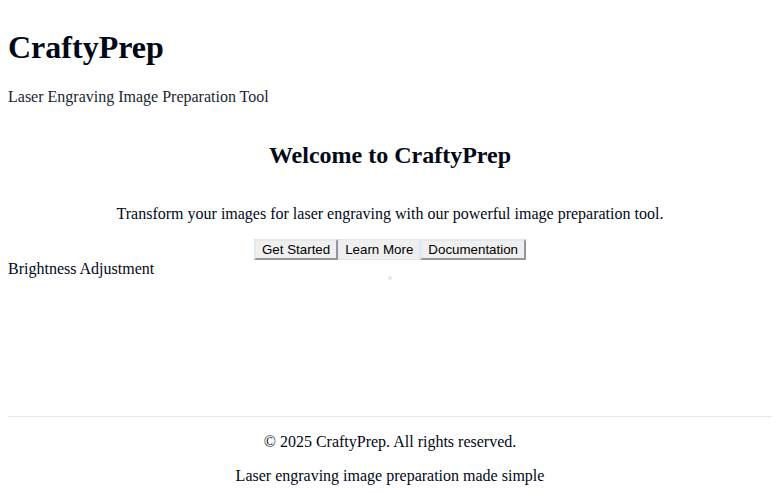 CraftyPrep
Laser Engraving Image Preparation Tool
Welcome to CraftyPrep
Transform your images for laser engraving with our powerful image preparation tool.
Get Started Learn More Documentation
Brightness Adjustment
© 2025 CraftyPrep. All rights reserved.
Laser engraving image preparation made simple